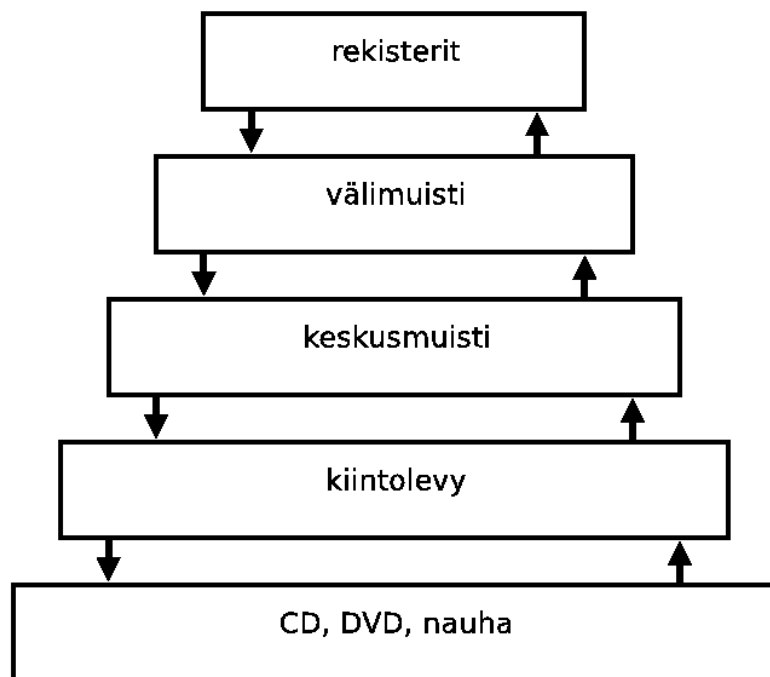 rekisterit
välimuisti
keskusmuisti
kiintolevy
CD, DVD, nauha